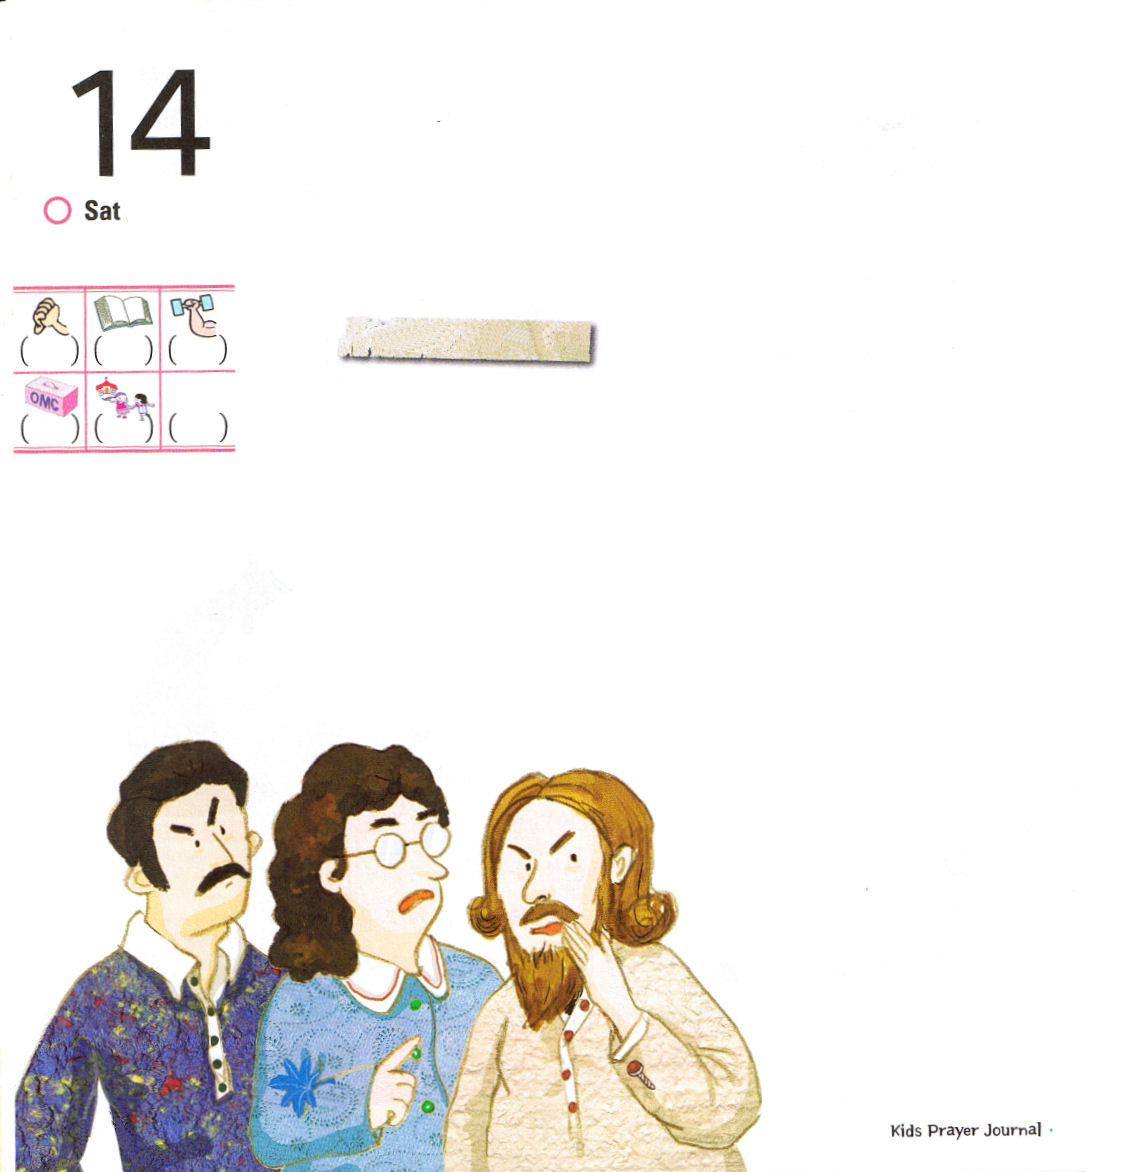 14
Sat
( ) ( ) ( )
OMC
( ) ( ) ( )
Kids Prayer Journal